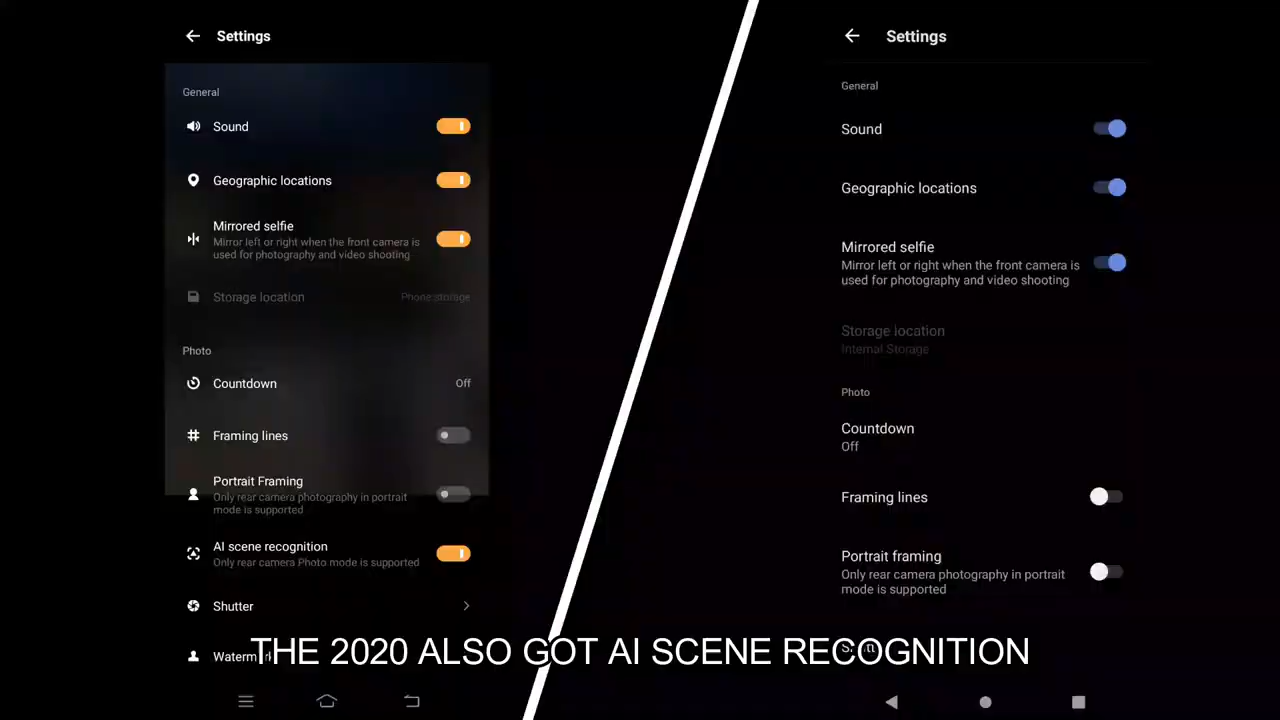 Settings
General
Sound
Geographic locations
Mirrored selfie
Mirror left or right when the front camera is
used for photography and video shooting
Storage location Phone storage
Photo
Countdown Off
Framing lines
Portrait Framing
Only rear camera photography in portrait
mode is supported
AI scene recognition
Only rear camera Photo mode is supported
Shutter
Settings
General
Sound
Geographic locations
Mirrored selfie
Mirror left or right when the front camera is
used for photography and video shooting
Storage location
Internal Storage
Photo
Countdown
Off
Framing lines
Portrait framing
Only rear camera photography in portrait
mode is supported
THE 2020 ALSO GOT AI SCENE RECOGNITION